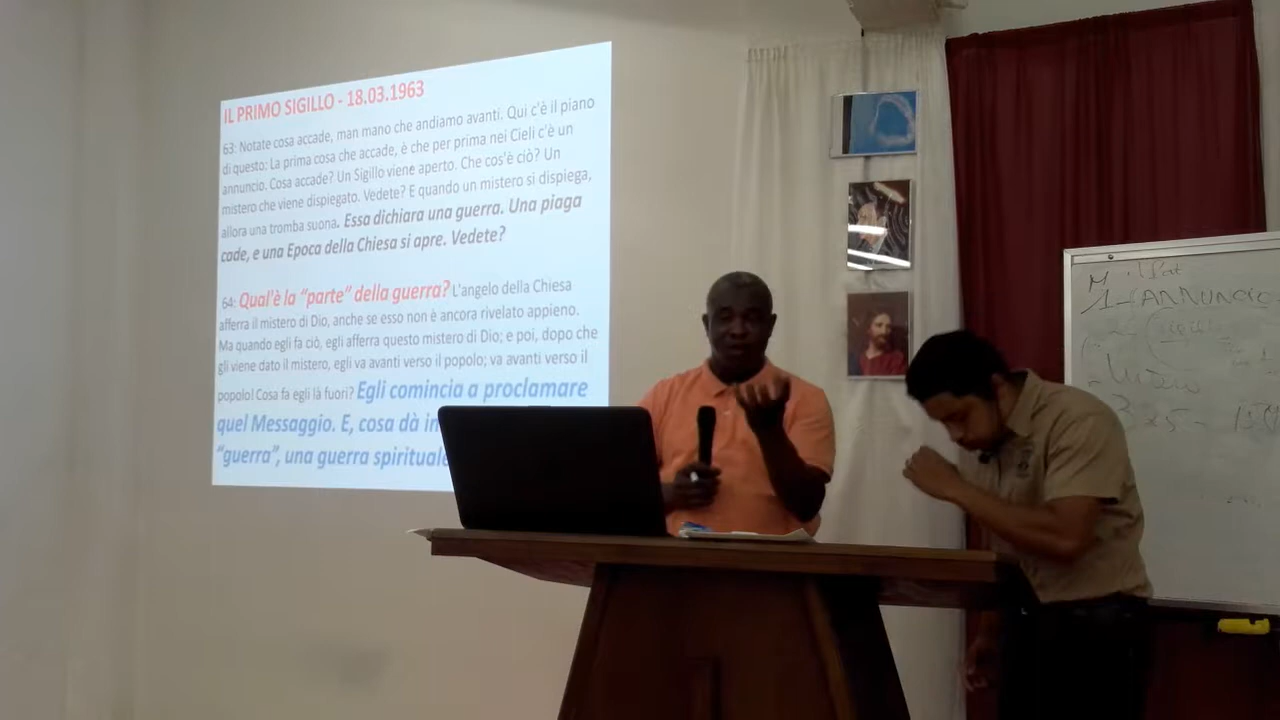 IL PRIMO SIGILLO - 18.03.1963
63: Notate cosa accade, man mano che andiamo avanti. Qui c'è il piano
di questo: La prima cosa che accade, è che per prima nei Cieli c'è un
annuncio. Cosa accade? Un Sigillo viene aperto. Che cos'è ciò? Un
mistero che viene dispiegato. Vedete? E quando un mistero si dispiega,
allora una tromba suona. Essa dichiara una guerra. Una piaga
cade, e una Epoca della Chiesa si apre. Vedete?
64: Qual'è la "parte" della guerra? L'angelo della Chiesa
afferra il mistero di Dio, anche se esso non è ancora rivelato appieno.
Ma quando egli fa ciò, egli afferra questo mistero di Dio; e poi, dopo che
gli viene dato il mistero, egli va avanti verso il popolo; va avanti verso il
popolo! Cosa fa egli là fuori? Egli comincia a proclamare
quel Messaggio. E, cosa dà in
"guerra", una guerra spirituale
1-(ANNUNCIO